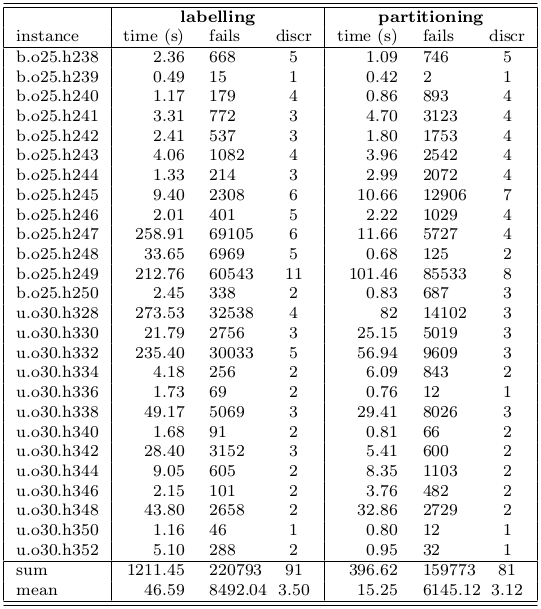 labelling partitioning
instance time (s) fails discr time (s) fails discr
b.o25.h238 2.36 668 5 1.09 746 5
b.o25.h239 0.49 15 1 0.42 2 1
b.o25.h240 1.17 179 4 0.86 893 4
b.o25.h241 3.31 772 3 4.70 3123 4
b.o25.h242 2.41 537 3 1.80 1753 4
b.o25.h243 4.06 1082 4 3.96 2542 4
b.o25.h244 1.33 214 3 2.99 2072 4
b.o25.h245 9.40 2308 6 10.66 12906 7
b.o25.h246 2.01 401 5 2.22 1029 4
b.o25.h247 258.91 69105 6 11.66 5727 4
b.o25.h248 33.65 6969 5 0.68 125 2
b.o25.h249 212.76 60543 11 101.46 85533 8
b.o25.h250 2.45 338 2 0.83 687 3
u.o30.h328 273.53 32538 4 82 14102 3
u.o30.h330 21.79 2756 3 25.15 5019 3
u.o30.h332 235.40 30033 5 56.94 9609 3
u.o30.h334 4.18 256 2 6.09 843 2
u.o30.h336 1.73 69 2 0.76 12 1
u.o30.h338 49.17 5069 3 29.41 8026 3
u.o30.h340 1.68 91 2 0.81 66 2
u.o30.h342 28.40 3152 3 5.41 600 2
u.o30.h344 9.05 605 2 8.35 1103 2
u.o30.h346 2.15 101 2 3.76 482 2
u.o30.h348 43.80 2658 2 32.86 2729 2
u.o30.h350 1.16 46 1 0.80 12 1
u.o30.h352 5.10 288 2 0.95 32 1
sum 1211.45 220793 91 396.62 159773 81
mean 46.59 8492.04 3.50 15.25 6145.12 3.12